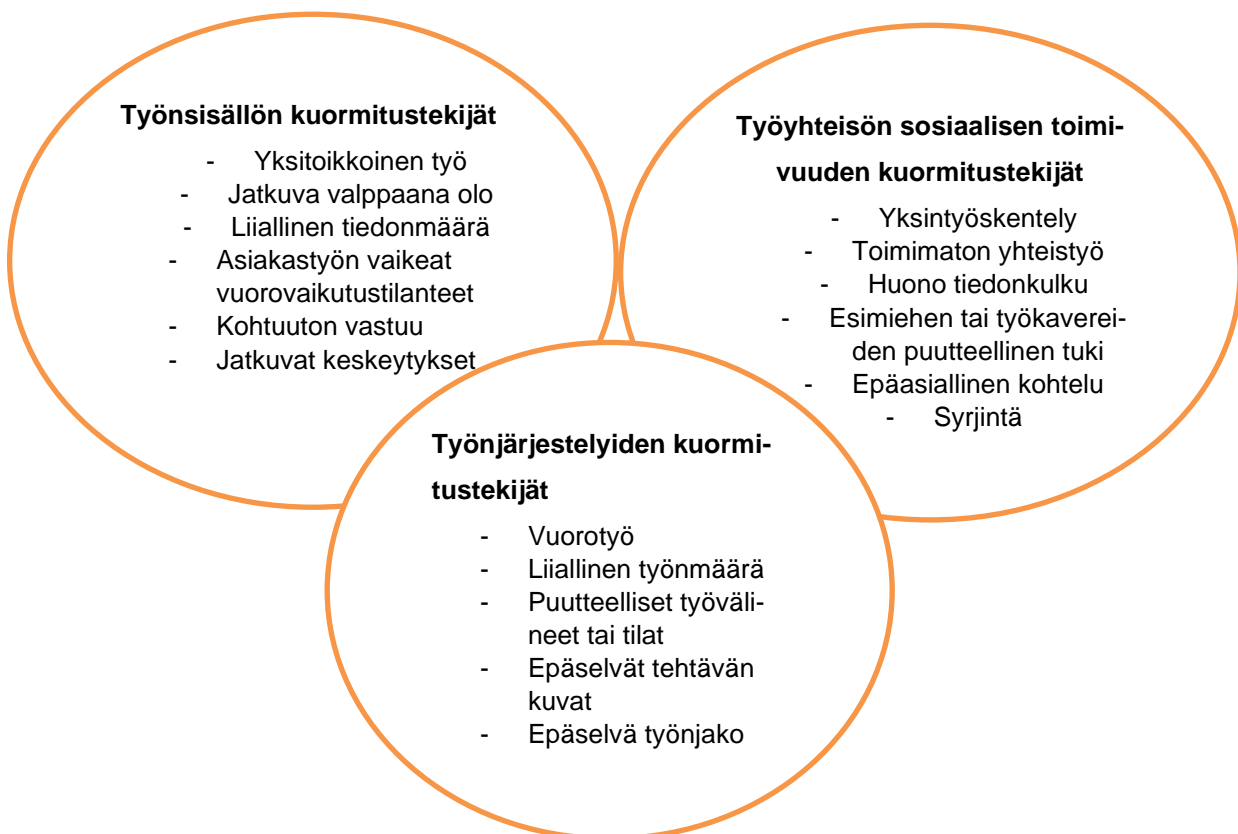 Työnsisällön kuormitustekijät
- Yksitoikkoinen työ
- Jatkuva valppaana olo
- Liiallinen tiedonmäärä
- Asiakastyön vaikeat
vuorovaikutustilanteet
- Kohtuuton vastuu
- Jatkuvat keskeytykset
Työyhteisön sosiaalisen toimi-
vuuden kuormitustekijät
- Yksintyöskentely
- Toimimaton yhteistyö
- Huono tiedonkulku
- Esimiehen tai työkaverei-
den puutteellinen tuki
- Epäasiallinen kohtelu
- Syrjintä
Työnjärjestelyiden kuormi-
tustekijät
- Vuorotyö
- Liiallinen työnmäärä
- Puutteelliset työväli-
neet tai tilat
- Epäselvät tehtävän
kuvat
- Epäselvä työnjako